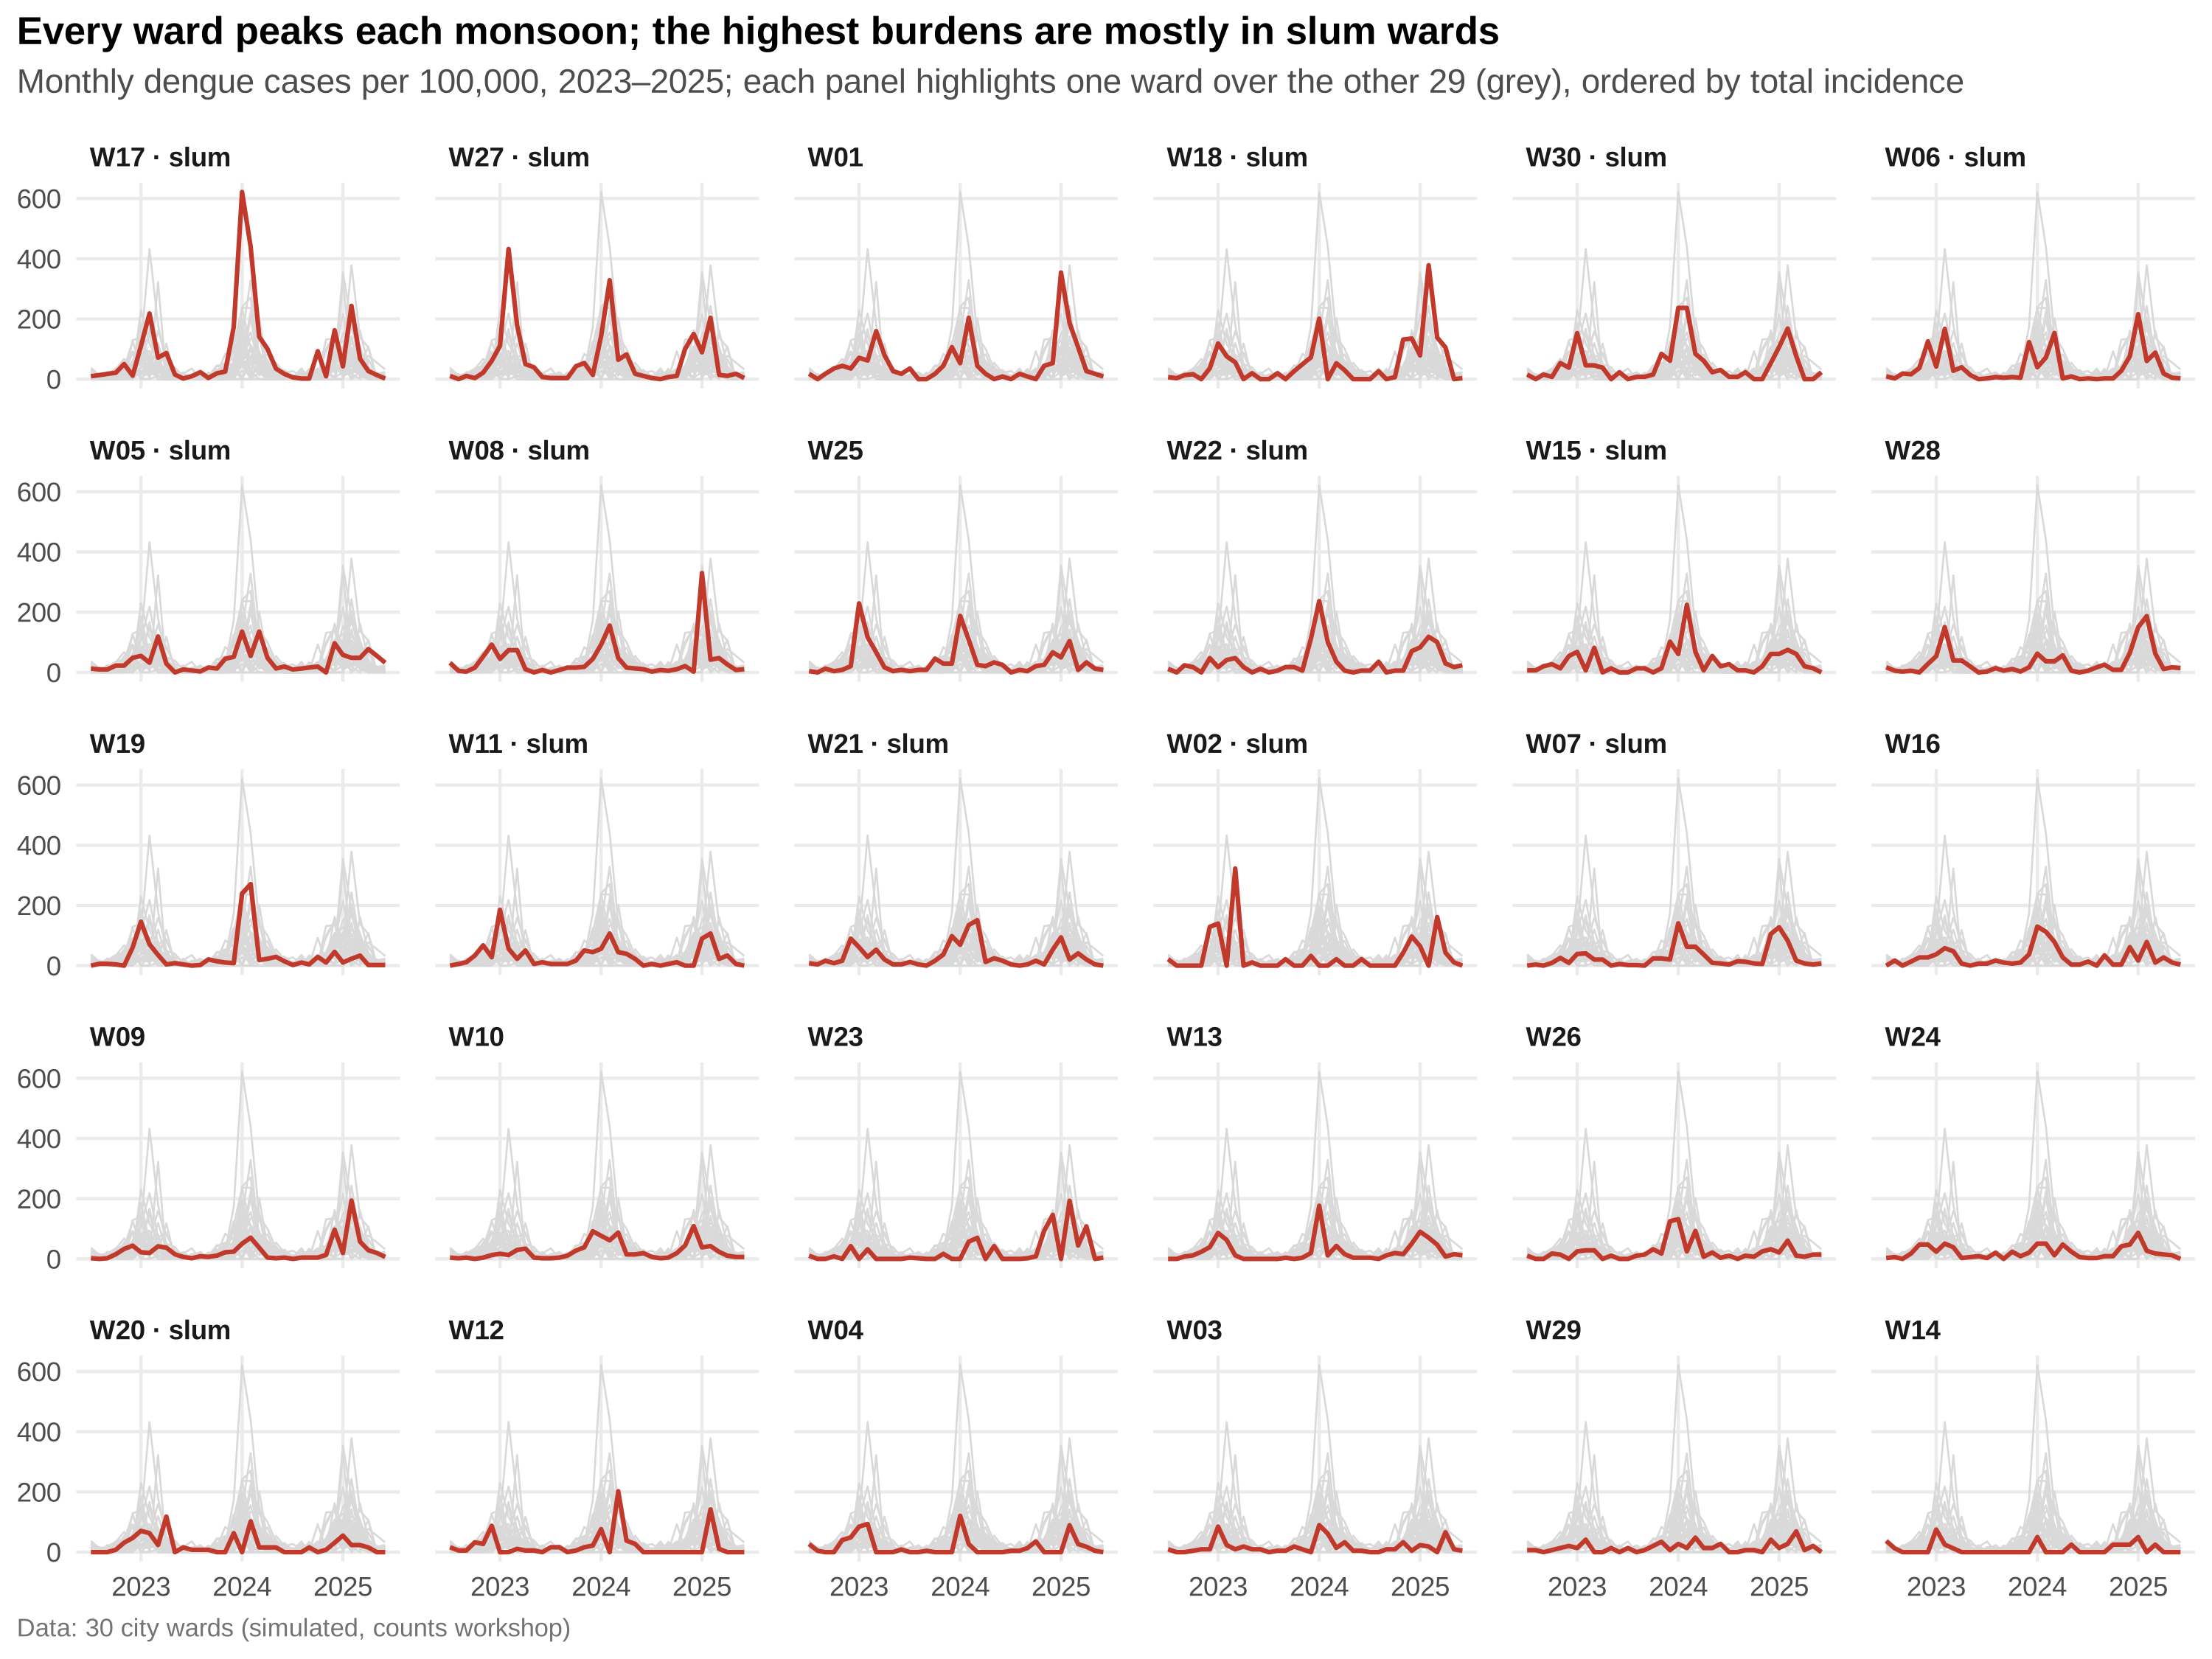 Every ward peaks each monsoon; the highest burdens are mostly in slum wards
Monthly dengue cases per 100,000, 2023–2025; each panel highlights one ward over the other 29 (grey), ordered by total incidence
W17 · slum W27 · slum W01 W18 · slum W30 · slum W06 · slum
600
400
200
0
W05 · slum W08 · slum W25 W22 · slum W15 · slum W28
600
400
200
0
W19 W11 · slum W21 · slum W02 · slum W07 · slum W16
600
400
200
0
W09 W10 W23 W13 W26 W24
600
400
200
0
W20 · slum W12 W04 W03 W29 W14
600
400
200
0
2023 2024 2025 2023 2024 2025 2023 2024 2025 2023 2024 2025 2023 2024 2025 2023 2024 2025
Data: 30 city wards (simulated, counts workshop)